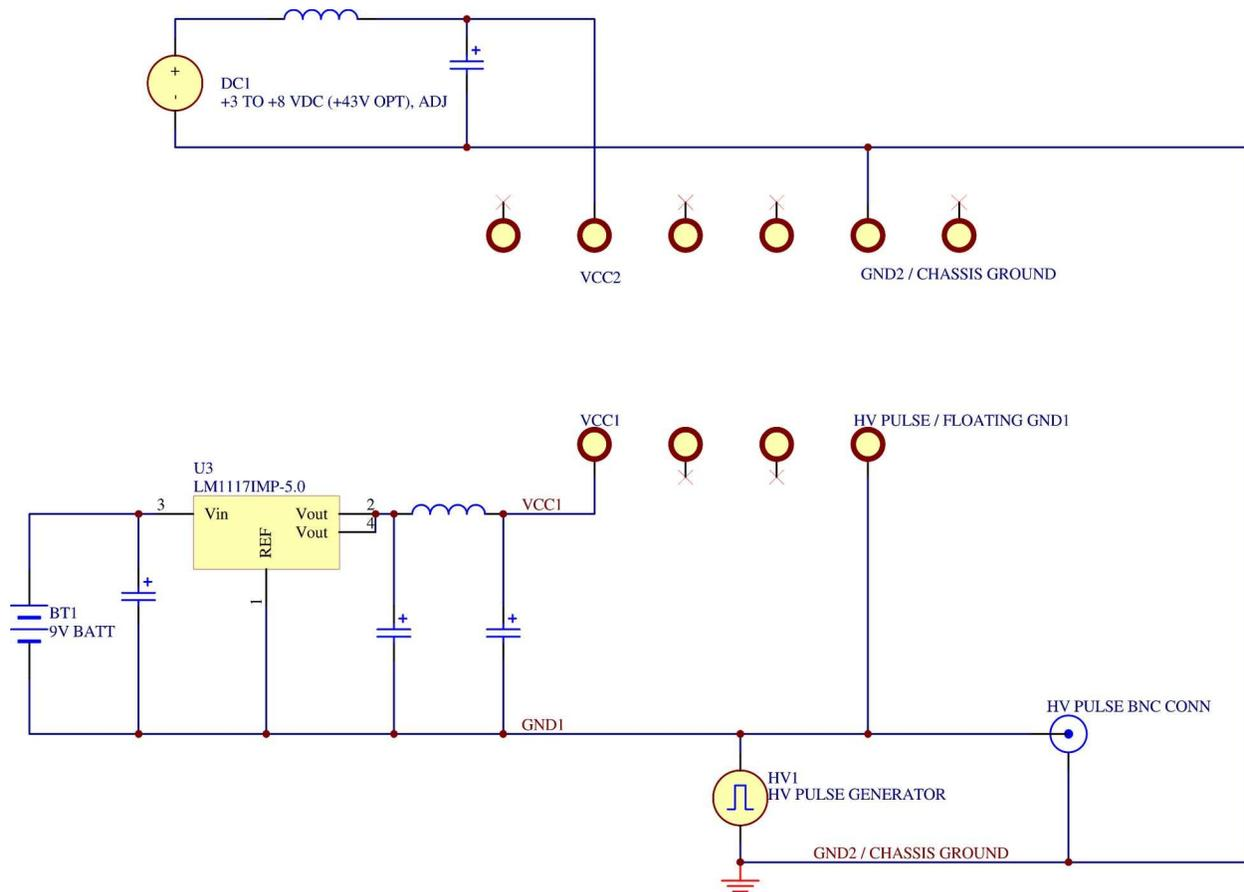 DC1
+3 TO +8 VDC (+43V OPT), ADJ
VCC2
GND2 / CHASSIS GROUND
VCC1
HV PULSE / FLOATING GND1
U3
LM1117IMP-5.0
3
Vin
Vout
2
VCC1
Vout
4
REF
1
BT1
9V BATT
GND1
HV PULSE BNC CONN
HV1
HV PULSE GENERATOR
GND2 / CHASSIS GROUND